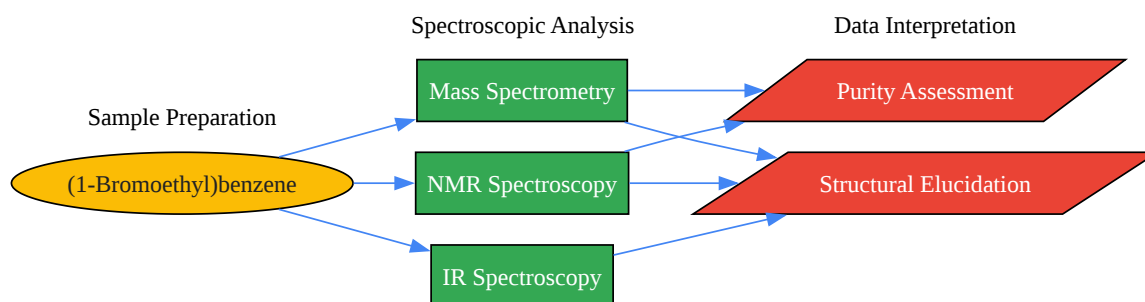 Spectroscopic Analysis
Data Interpretation
Mass Spectrometry
Purity Assessment
Sample Preparation
(1-Bromoethyl)benzene
NMR Spectroscopy
Structural Elucidation
IR Spectroscopy